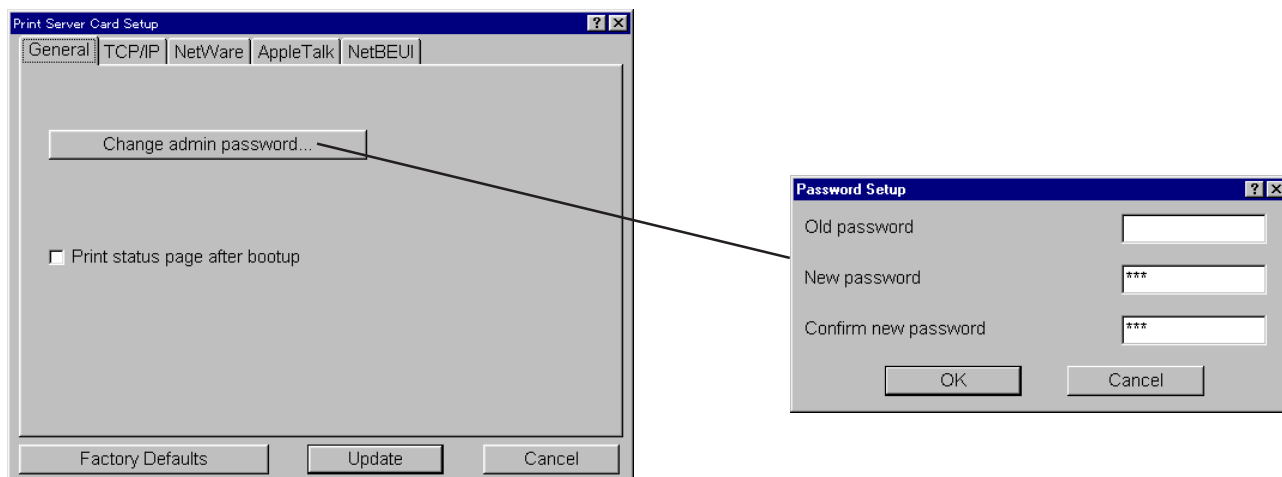 Print Server Card Setup
General TCP/IP NetWare AppleTalk NetBEUI
Change admin password...
Print status page after bootup
Factory Defaults Update Cancel
Password Setup
Old password
New password ***
Confirm new password ***
OK Cancel